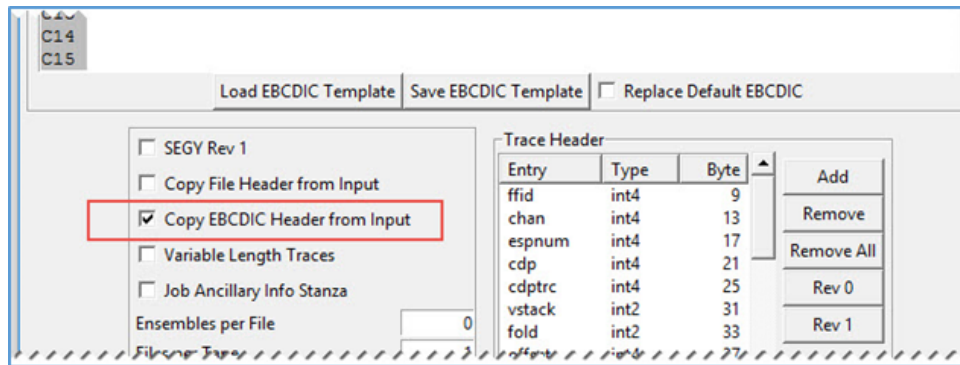 C14
C15
Load EBCDIC Template Save EBCDIC Template Replace Default EBCDIC
SEGY Rev 1
Copy File Header from Input
Copy EBCDIC Header from Input
Variable Length Traces
Job Ancillary Info Stanza
Ensembles per File 0
Trace Header
Entry Type Byte
ffid int4 9
chan int4 13
espnum int4 17
cdp int4 21
cdptrc int4 25
vstack int2 31
fold int2 33
Add
Remove
Remove All
Rev 0
Rev 1